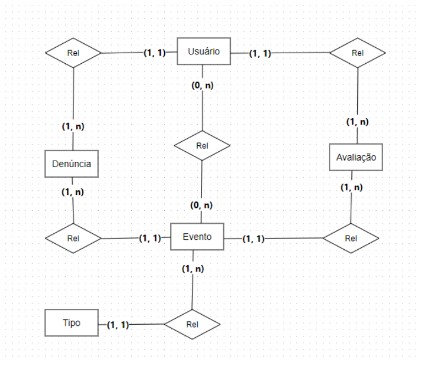 Rel (1, 1) Usuário (1, 1) Rel
(0, n)
(1, n) (1, n)
Rel
Denúncia Avaliação
(1, n) (1, n)
(0, n)
Rel (1, 1) Evento (1, 1) Rel
(1, n)
Tipo (1, 1) Rel